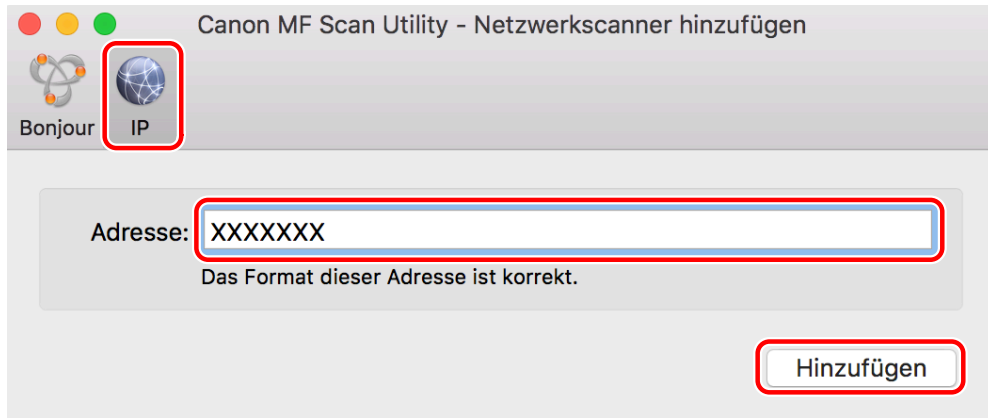 Canon MF Scan Utility - Netzwerkscanner hinzufügen
Bonjour IP
Adresse: XXXXXXX
Das Format dieser Adresse ist korrekt.
Hinzufügen